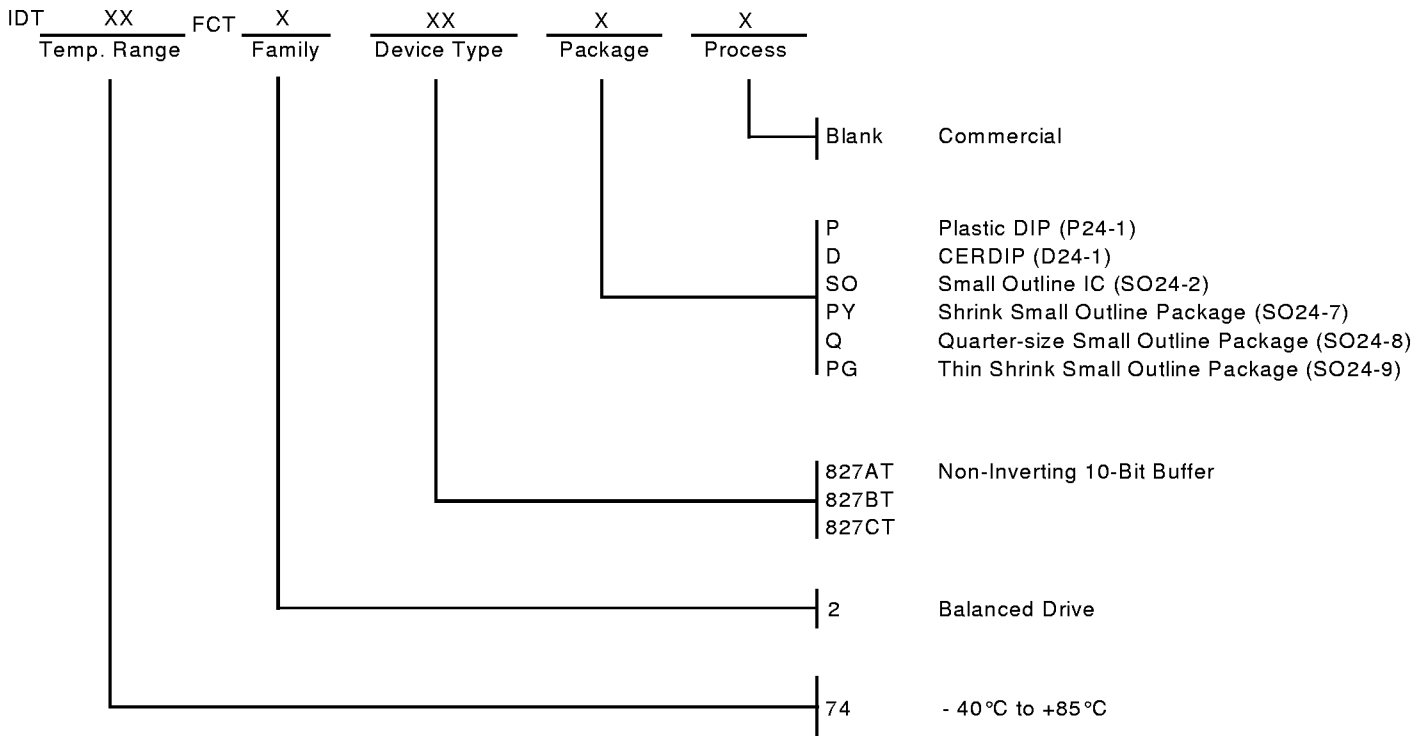 IDT XX FCT X XX X X
Temp. Range Family Device Type Package Process
Blank Commercial
P Plastic DIP (P24-1)
D CERDIP (D24-1)
SO Small Outline IC (SO24-2)
PY Shrink Small Outline Package (SO24-7)
Q Quarter-size Small Outline Package (SO24-8)
PG Thin Shrink Small Outline Package (SO24-9)
827AT Non-Inverting 10-Bit Buffer
827BT
827CT
2 Balanced Drive
74 - 40°C to +85°C